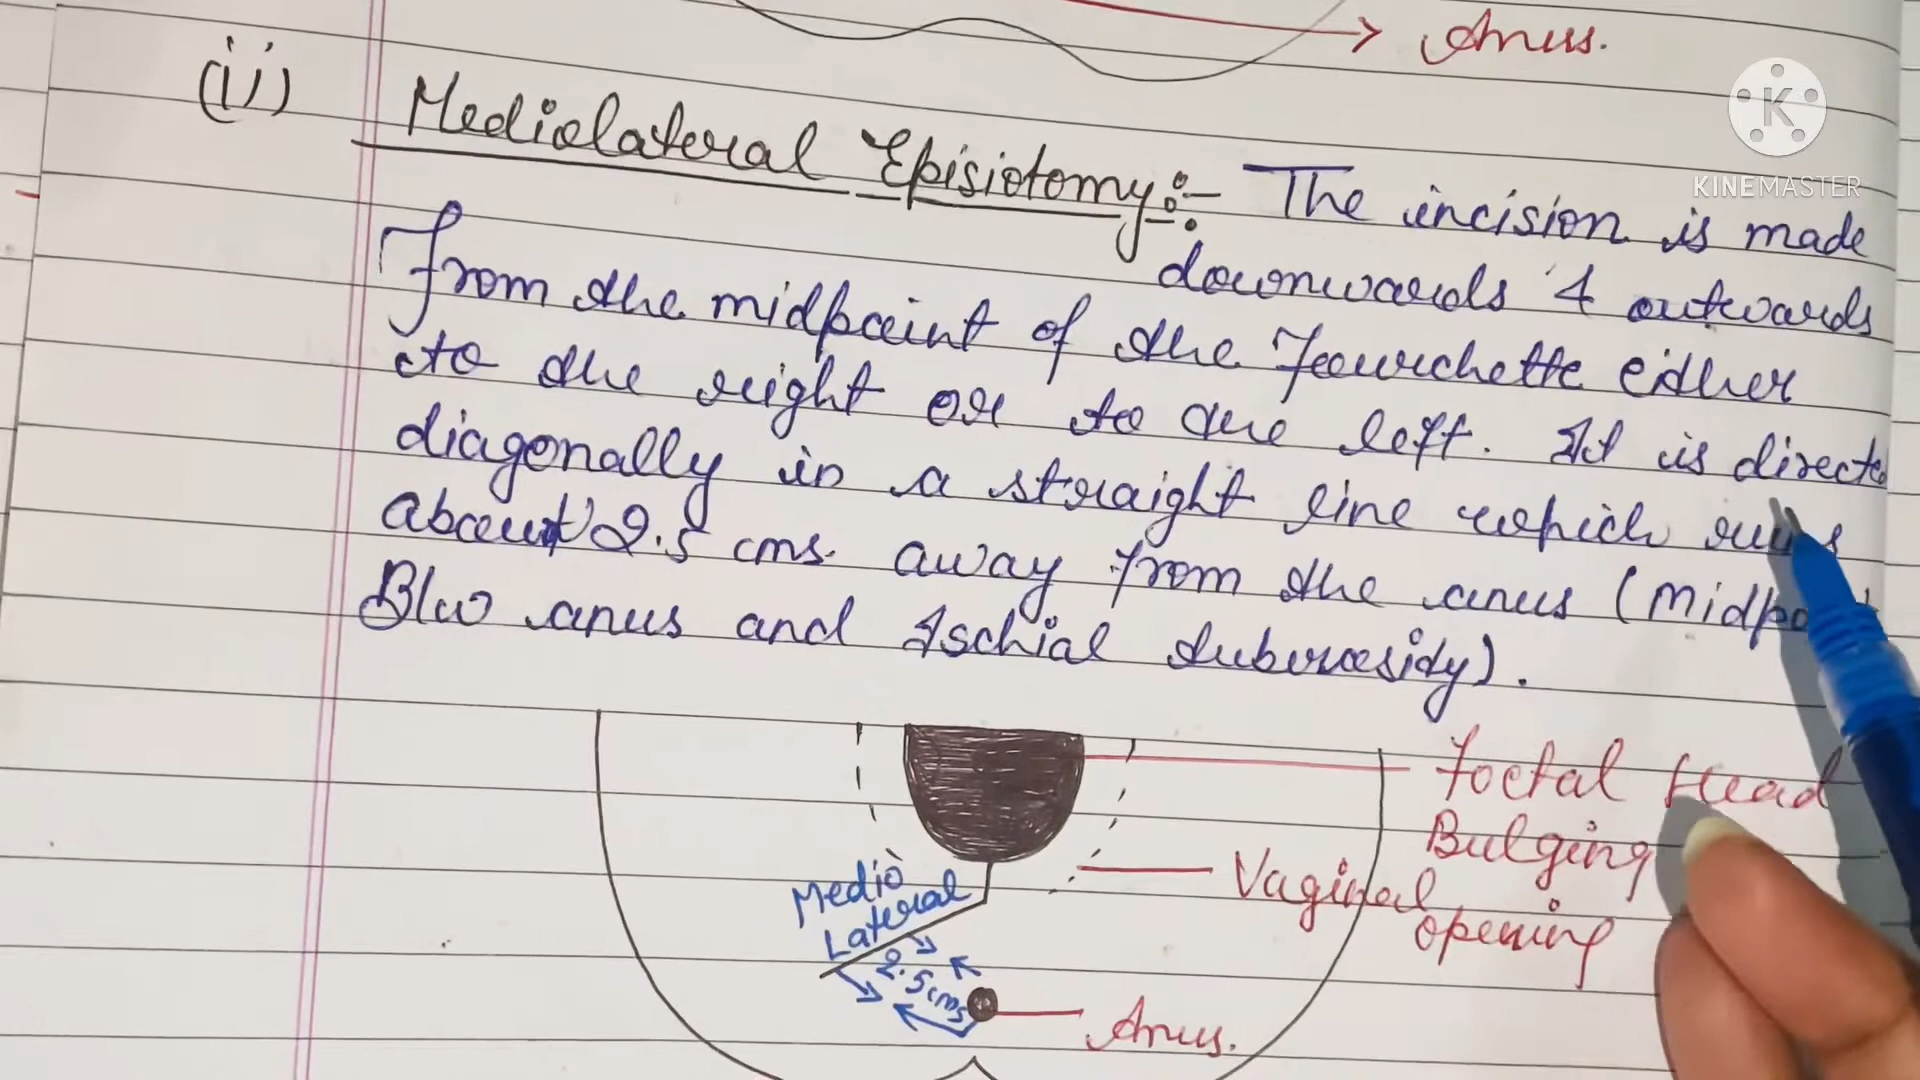 Anus.
(ii) Mediolateral Episiotomy:- The incision is made
downwards & outwards
from the midpoint of the Fourchette either
to the right or to the left. It is directed
diagonally in a straight line which runs
about 2.5 cms. away from the anus (Midpo
B/w anus and Ischial tuberosity).
Foetal Head
Bulging
Vaginal
opening
Medio
Lateral
2.5cms
Anus.
K
KINEMASTER